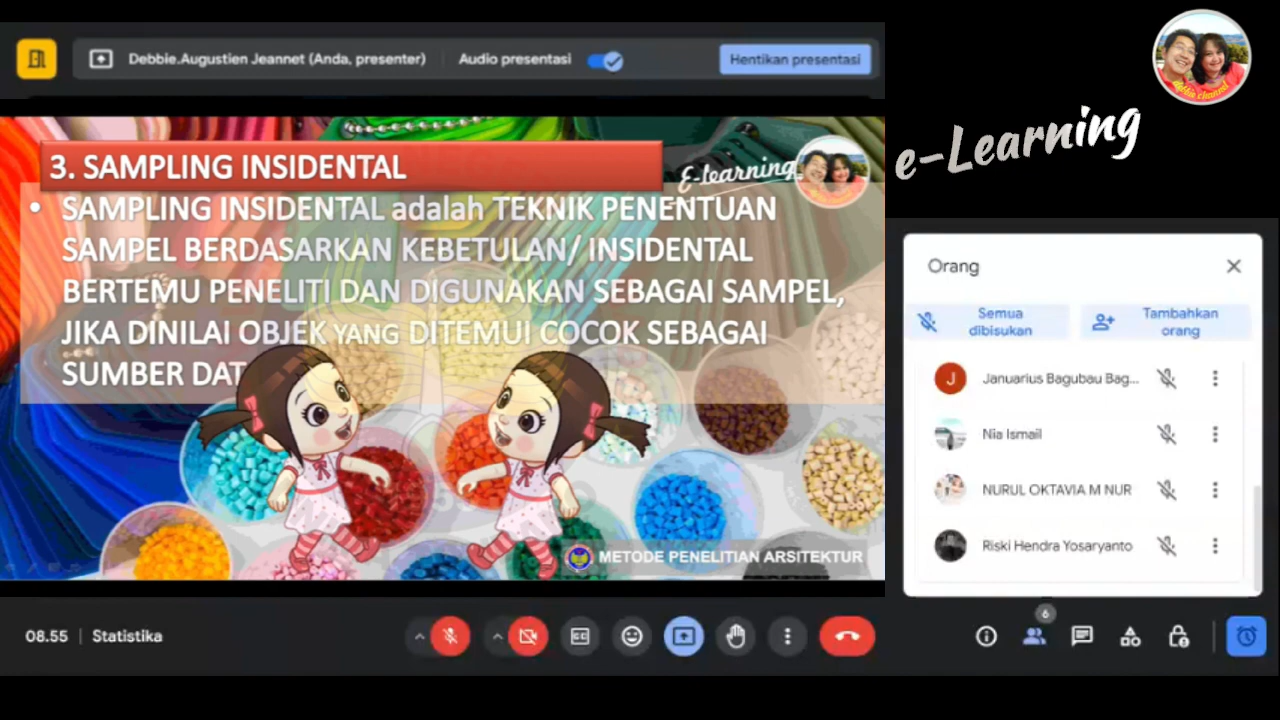 Debbie.Augustien Jeannet (Anda, presenter)
Audio presentasi
Hentikan presentasi
debbie channel
e-Learning
3. SAMPLING INSIDENTAL
E-learning
• SAMPLING INSIDENTAL adalah TEKNIK PENENTUAN
SAMPEL BERDASARKAN KEBETULAN/ INSIDENTAL
BERTEMU PENELITI DAN DIGUNAKAN SEBAGAI SAMPEL,
JIKA DINILAI OBJEK YANG DITEMUI COCOK SEBAGAI
SUMBER DAT
METODE PENELITIAN ARSITEKTUR
Orang
Semua
dibisukan
Tambahkan
orang
J
Januarius Bagubau Bag...
Nia Ismail
NURUL OKTAVIA M NUR
Riski Hendra Yosaryanto
08.55 | Statistika
6